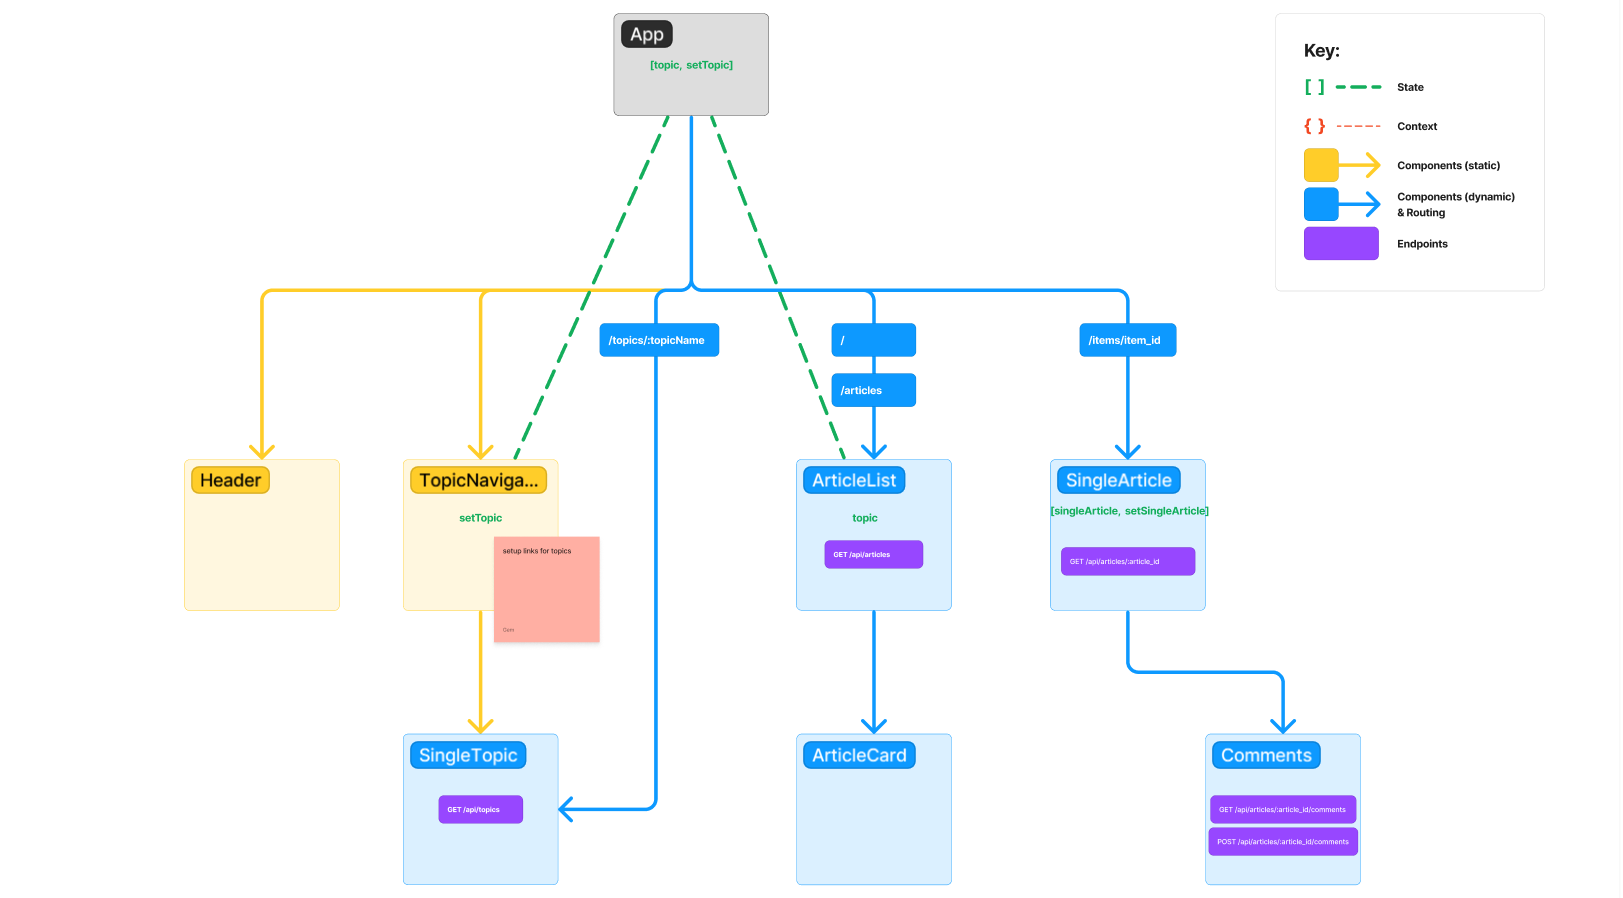 App
[topic, setTopic]
Key:
[ ]
State
{ }
Context
Components (static)
Components (dynamic)
& Routing
Endpoints
/topics/:topicName
/
/items/item_id
/articles
Header
TopicNaviga...
ArticleList
SingleArticle
setTopic
topic
[singleArticle, setSingleArticle]
setup links for topics
GET /api/articles
GET /api/articles/:article_id
SingleTopic
ArticleCard
Comments
GET /api/topics
GET /api/articles/:article_id/comments
POST /api/articles/:article_id/comments